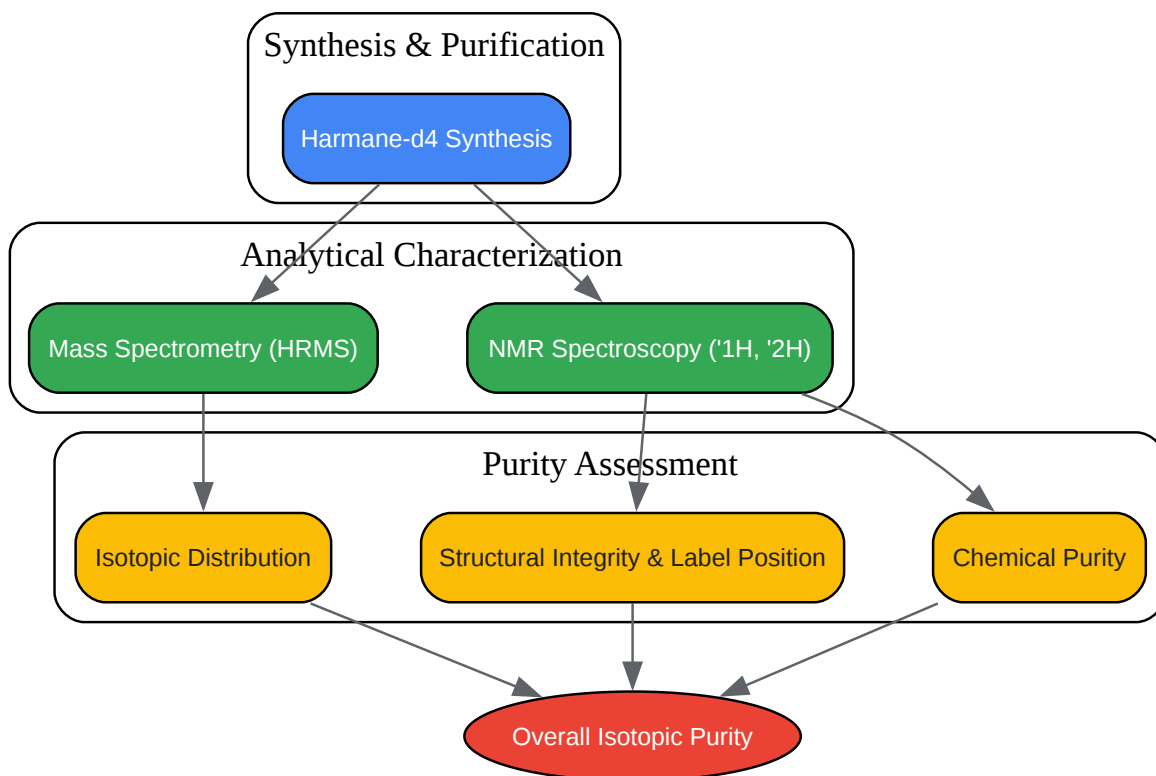 Synthesis & Purification
Harmane-d4 Synthesis
Analytical Characterization
Mass Spectrometry (HRMS)
NMR Spectroscopy ('1H, '2H)
Purity Assessment
Isotopic Distribution
Structural Integrity & Label Position
Chemical Purity
Overall Isotopic Purity